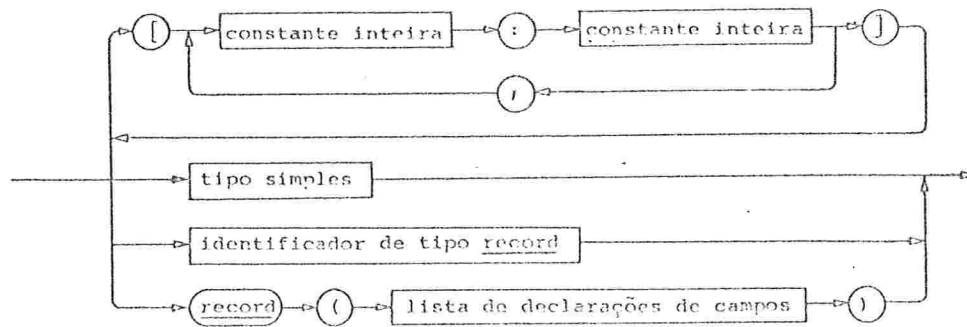 [ constante inteira : constante inteira ]
,
tipo simples
identificador de tipo record
record ( lista de declarações de campos )